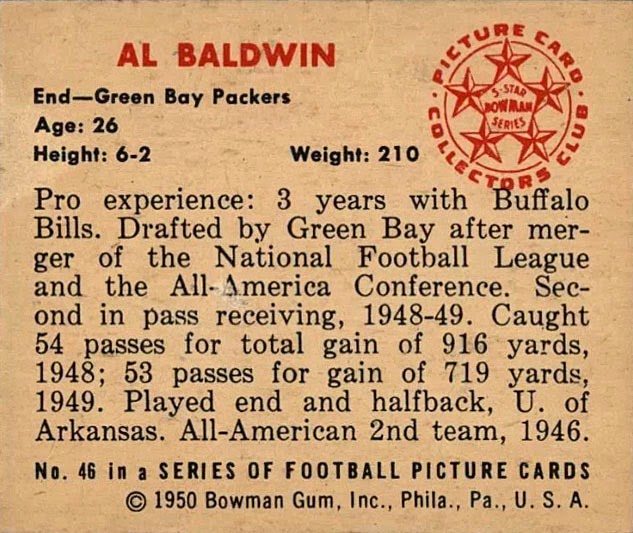 AL BALDWIN
PICTURE CARD
COLLECTORS CLUB
5-STAR
BOWMAN
SERIES
End—Green Bay Packers
Age: 26
Height: 6-2 Weight: 210
Pro experience: 3 years with Buffalo
Bills. Drafted by Green Bay after mer-
ger of the National Football League
and the All-America Conference. Sec-
ond in pass receiving, 1948-49. Caught
54 passes for total gain of 916 yards,
1948; 53 passes for gain of 719 yards,
1949. Played end and halfback, U. of
Arkansas. All-American 2nd team, 1946.
No. 46 in a SERIES OF FOOTBALL PICTURE CARDS
© 1950 Bowman Gum, Inc., Phila., Pa., U. S. A.